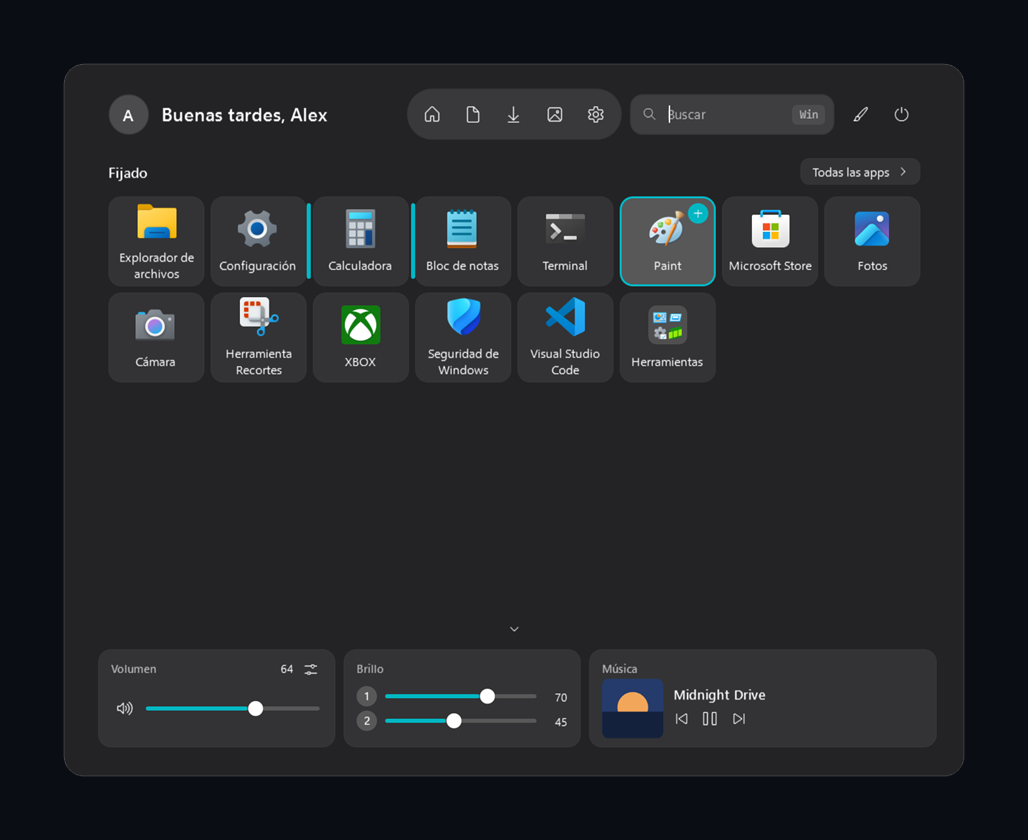 A
Buenas tardes, Alex
Buscar
Win
Fijado
Todas las apps
Explorador de
archivos
Configuración
Calculadora
Bloc de notas
Terminal
Paint
Microsoft Store
Fotos
Cámara
Herramienta
Recortes
XBOX
Seguridad de
Windows
Visual Studio
Code
Herramientas
Volumen
64
Brillo
1
70
2
45
Música
Midnight Drive